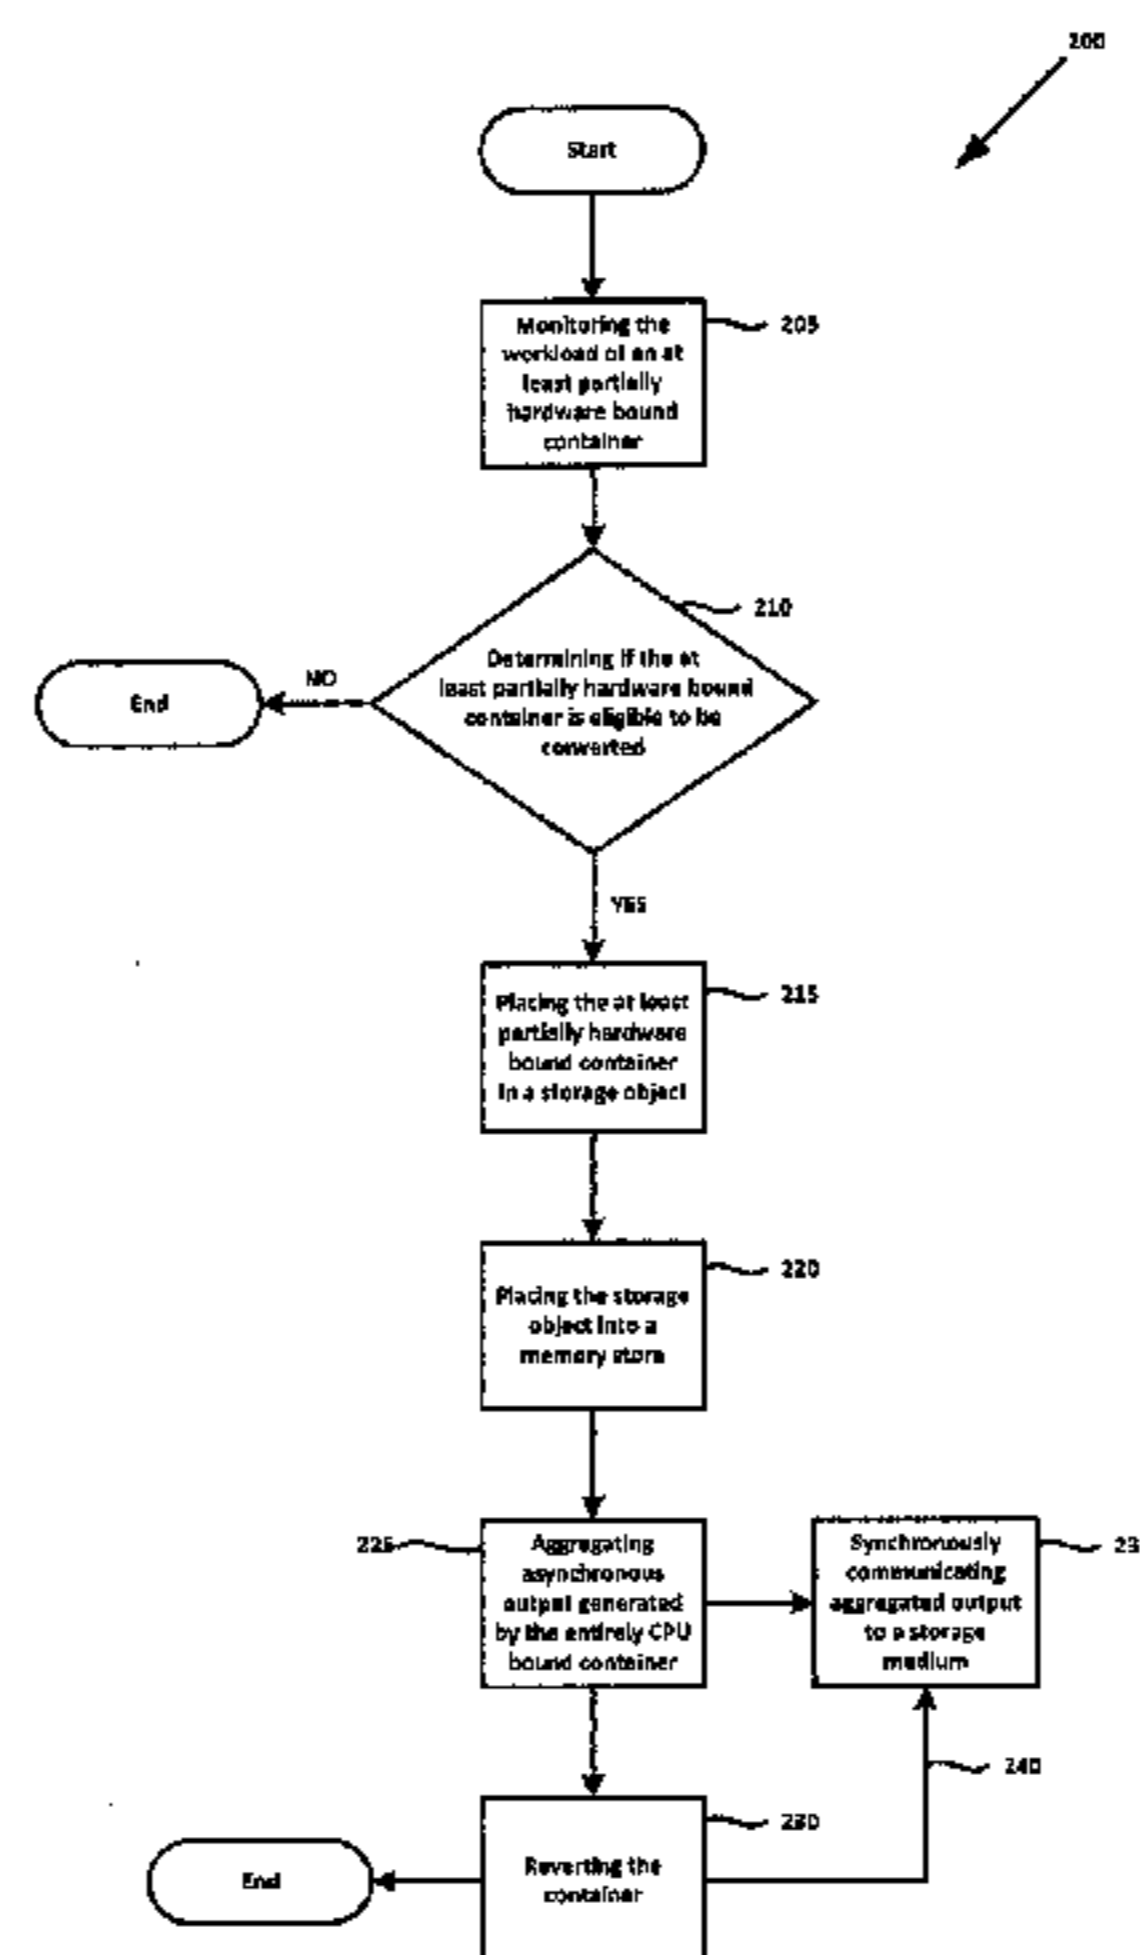 200
Start
Monitoring the
workload of an at
least partially
hardware bound
container
205
210
Determining if the at
least partially hardware bound
container is eligible to be
converted
NO
End
YES
Placing the at least
partially hardware
bound container
in a storage object
215
Placing the storage
object into a
memory store
220
225
Aggregating
asynchronous
output generated
by the entirely CPU
bound container
Synchronously
communicating
aggregated output
to a storage
medium
23
240
230
Reverting the
container
End